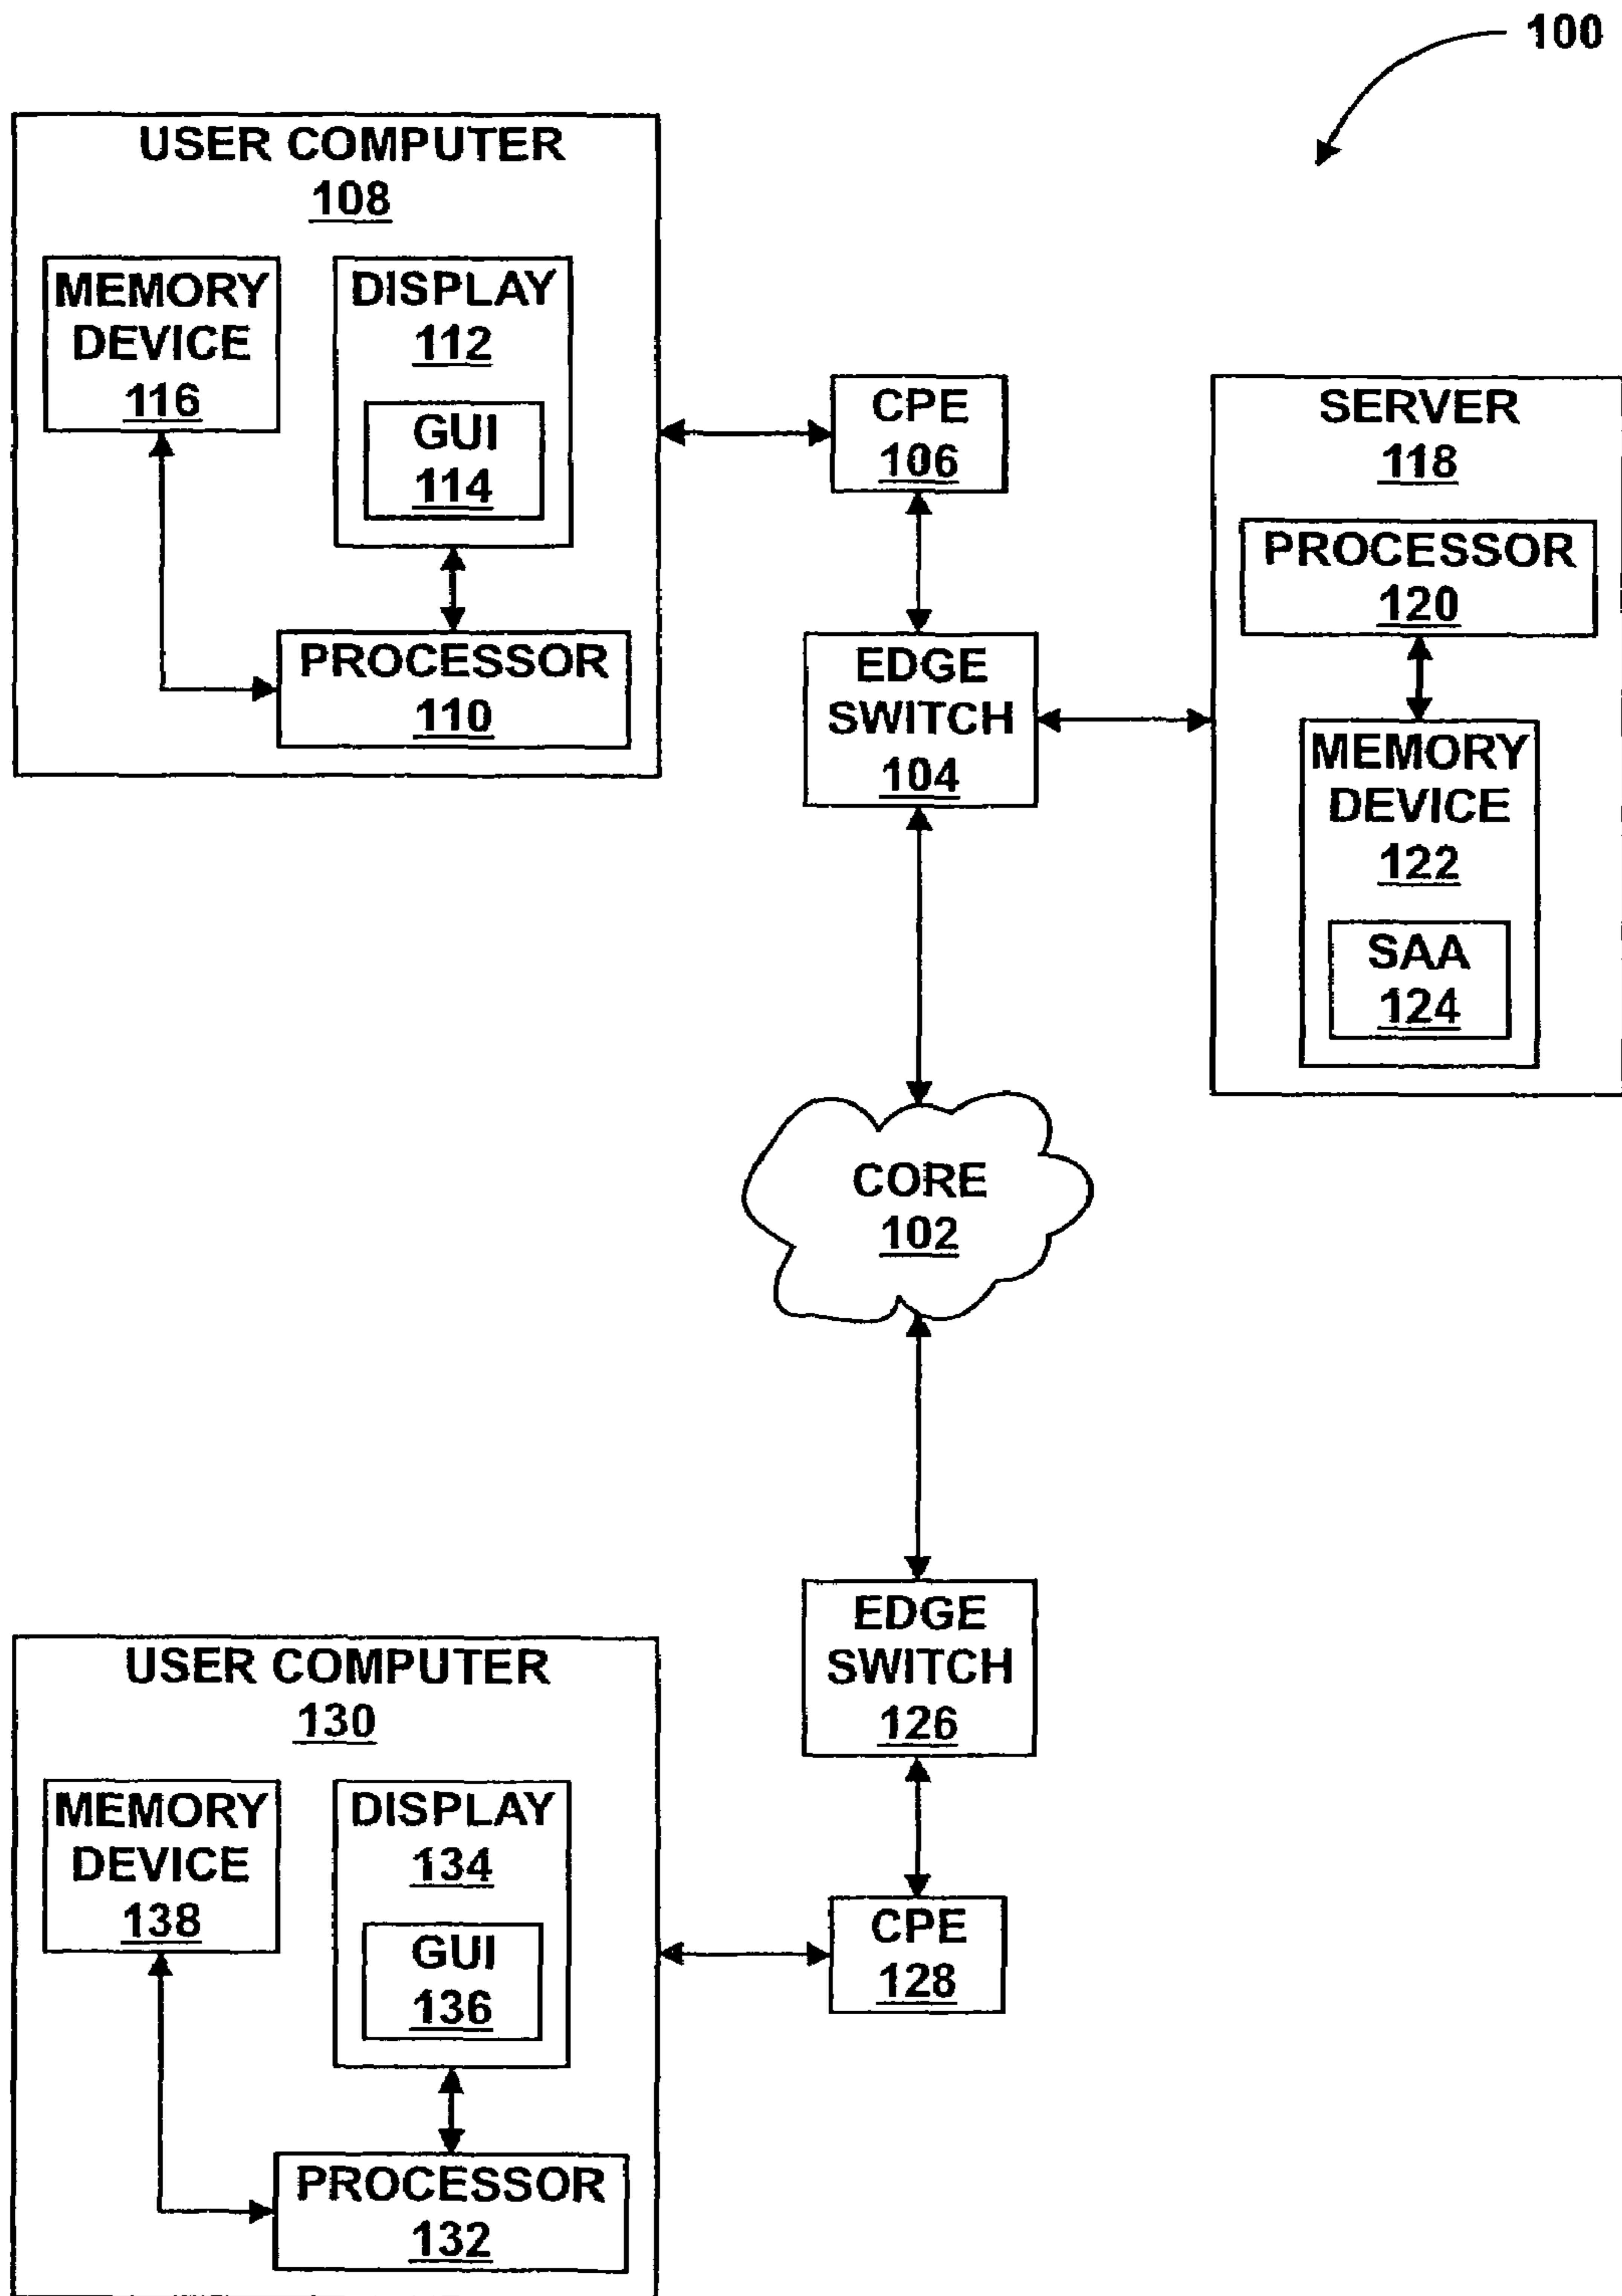 100
USER COMPUTER
108
MEMORY
DEVICE
116
DISPLAY
112
GUI
114
PROCESSOR
110
CPE
106
EDGE
SWITCH
104
SERVER
118
PROCESSOR
120
MEMORY
DEVICE
122
SAA
124
CORE
102
EDGE
SWITCH
126
CPE
128
USER COMPUTER
130
MEMORY
DEVICE
138
DISPLAY
134
GUI
136
PROCESSOR
132